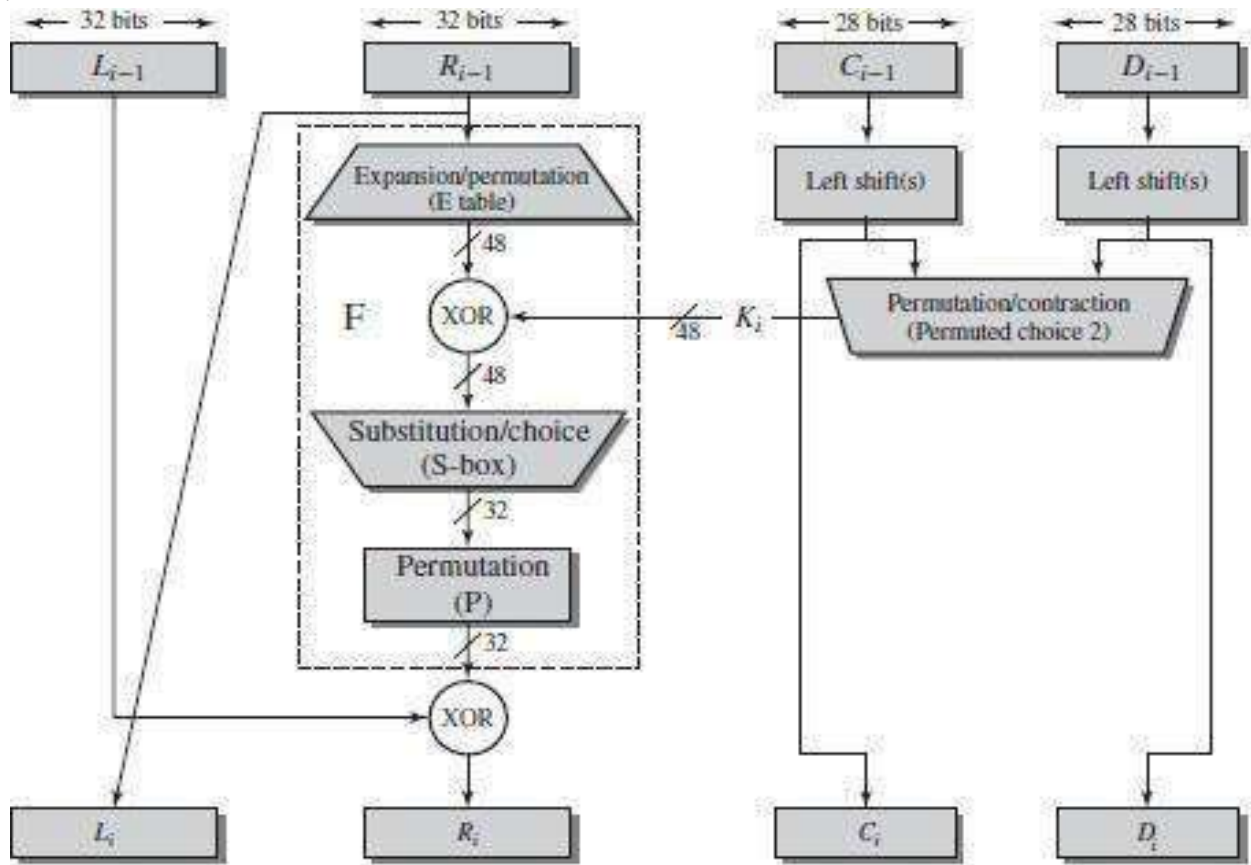 32 bits
32 bits
28 bits
28 bits
L_{i-1}
R_{i-1}
C_{i-1}
D_{i-1}
Expansion/permutation
(E table)
Left shift(s)
Left shift(s)
48
F
XOR
48
K_i
Permutation/contraction
(Permuted choice 2)
48
Substitution/choice
(S-box)
32
Permutation
(P)
32
XOR
L_i
R_i
C_i
D_i